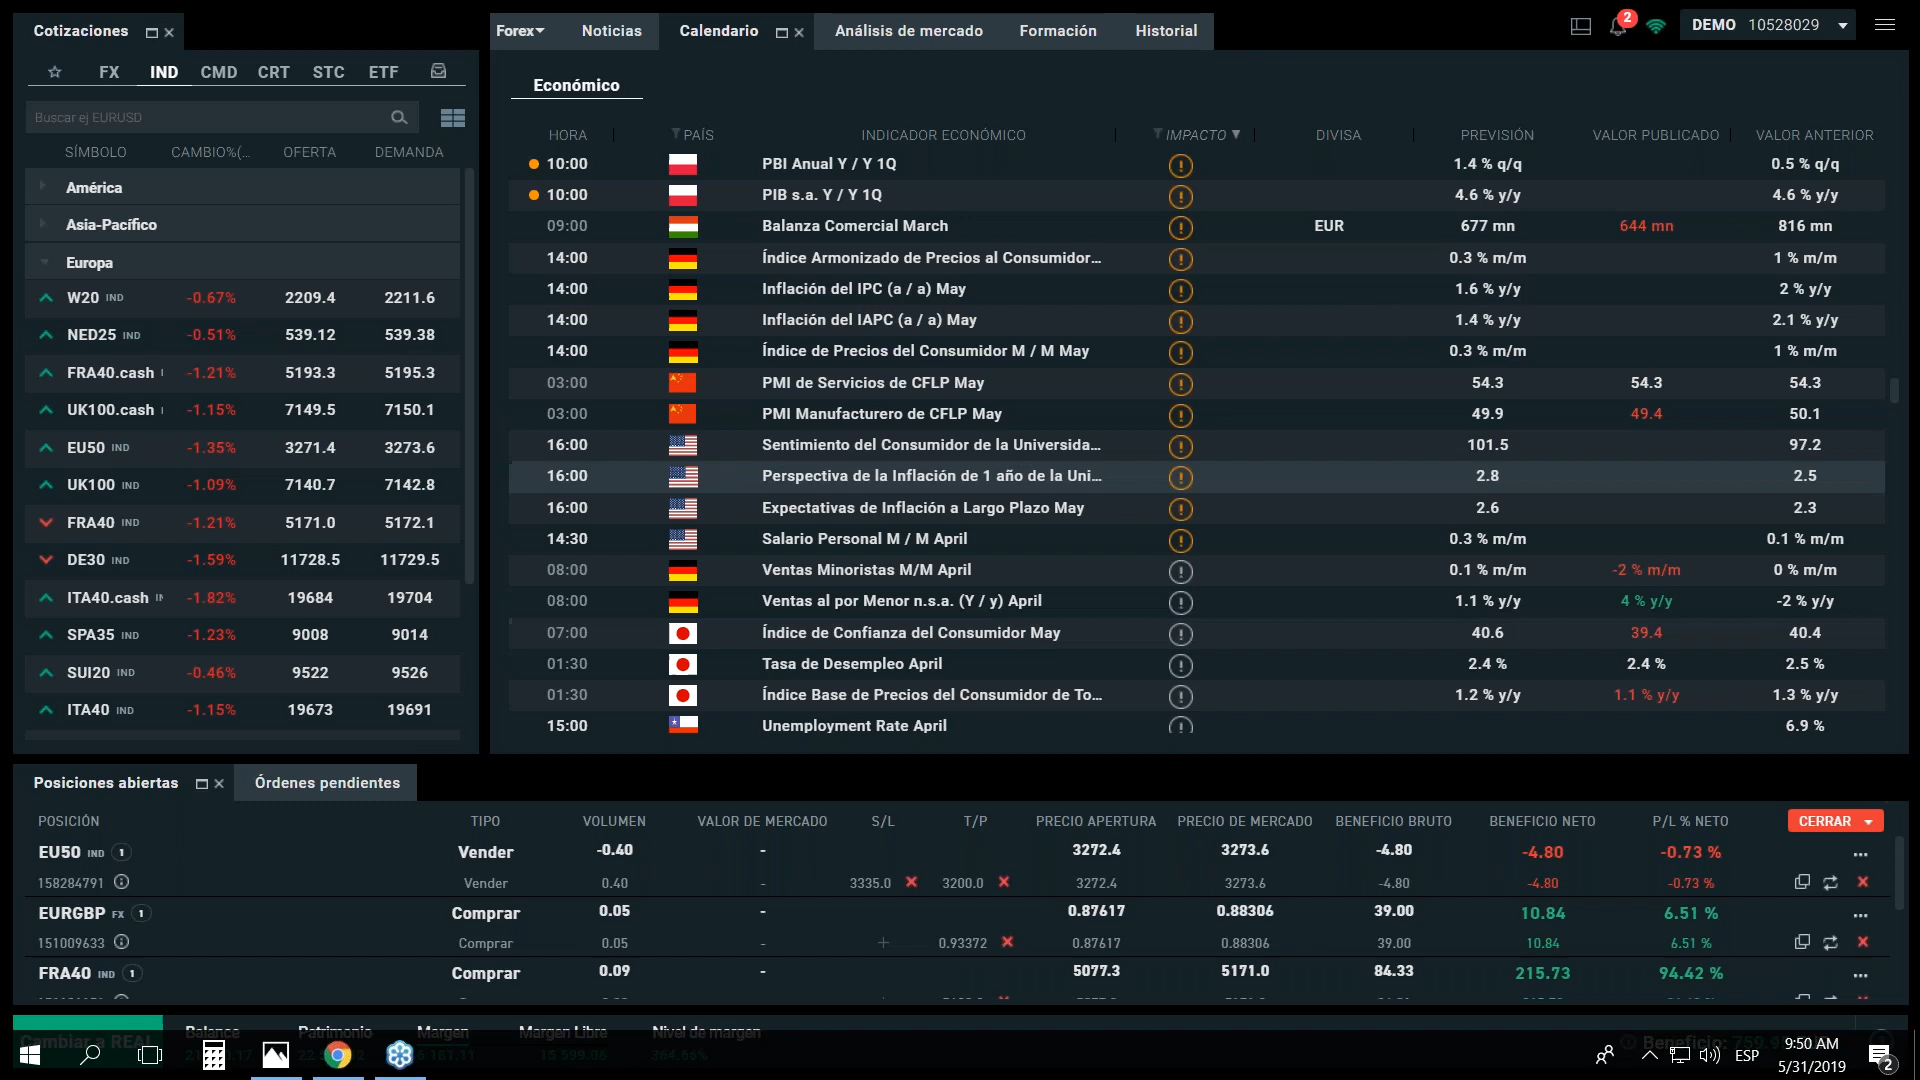 Cotizaciones
FX IND CMD CRT STC ETF
Buscar ej EURUSD
SÍMBOLO CAMBIO%(... OFERTA DEMANDA
América
Asia-Pacífico
Europa
W20 IND -0.67% 2209.4 2211.6
NED25 IND -0.51% 539.12 539.38
FRA40.cash -1.21% 5193.3 5195.3
UK100.cash -1.15% 7149.5 7150.1
EU50 IND -1.35% 3271.4 3273.6
UK100 IND -1.09% 7140.7 7142.8
FRA40 IND -1.21% 5171.0 5172.1
DE30 IND -1.59% 11728.5 11729.5
ITA40.cash -1.82% 19684 19704
SPA35 IND -1.23% 9008 9014
SUI20 IND -0.46% 9522 9526
ITA40 IND -1.15% 19673 19691
Forex Noticias Calendario Análisis de mercado Formación Historial
2 DEMO 10528029
Económico
HORA PAÍS INDICADOR ECONÓMICO IMPACTO DIVISA PREVISIÓN VALOR PUBLICADO VALOR ANTERIOR
10:00 PBI Anual Y / Y 1Q 1.4 % q/q 0.5 % q/q
10:00 PIB s.a. Y / Y 1Q 4.6 % y/y 4.6 % y/y
09:00 Balanza Comercial March EUR 677 mn 644 mn 816 mn
14:00 Índice Armonizado de Precios al Consumidor... 0.3 % m/m 1 % m/m
14:00 Inflación del IPC (a / a) May 1.6 % y/y 2 % y/y
14:00 Inflación del IAPC (a / a) May 1.4 % y/y 2.1 % y/y
14:00 Índice de Precios del Consumidor M / M May 0.3 % m/m 1 % m/m
03:00 PMI de Servicios de CFLP May 54.3 54.3 54.3
03:00 PMI Manufacturero de CFLP May 49.9 49.4 50.1
16:00 Sentimiento del Consumidor de la Universida... 101.5 97.2
16:00 Perspectiva de la Inflación de 1 año de la Uni... 2.8 2.5
16:00 Expectativas de Inflación a Largo Plazo May 2.6 2.3
14:30 Salario Personal M / M April 0.3 % m/m 0.1 % m/m
08:00 Ventas Minoristas M/M April 0.1 % m/m -2 % m/m 0 % m/m
08:00 Ventas al por Menor n.s.a. (Y / y) April 1.1 % y/y 4 % y/y -2 % y/y
07:00 Índice de Confianza del Consumidor May 40.6 39.4 40.4
01:30 Tasa de Desempleo April 2.4 % 2.4 % 2.5 %
01:30 Índice Base de Precios del Consumidor de To... 1.2 % y/y 1.1 % y/y 1.3 % y/y
15:00 Unemployment Rate April 6.9 %
Posiciones abiertas Órdenes pendientes
POSICIÓN TIPO VOLUMEN VALOR DE MERCADO S/L T/P PRECIO APERTURA PRECIO DE MERCADO BENEFICIO BRUTO BENEFICIO NETO P/L % NETO CERRAR
EU50 IND 1 Vender -0.40 - 3272.4 3273.6 -4.80 -4.80 -0.73 % ...
158284791 Vender 0.40 - 3335.0 3200.0 3272.4 3273.6 -4.80 -4.80 -0.73 %
EURGBP FX 1 Comprar 0.05 - 0.87617 0.88306 39.00 10.84 6.51 % ...
151009633 Comprar 0.05 - 0.93372 0.87617 0.88306 39.00 10.84 6.51 %
FRA40 IND 1 Comprar 0.09 - 5077.3 5171.0 84.33 215.73 94.42 % ...
Cambiar a REAL Balance Patrimonio Margen Margen Libre Nivel de margen
Beneficio:
ESP
9:50 AM
5/31/2019
2